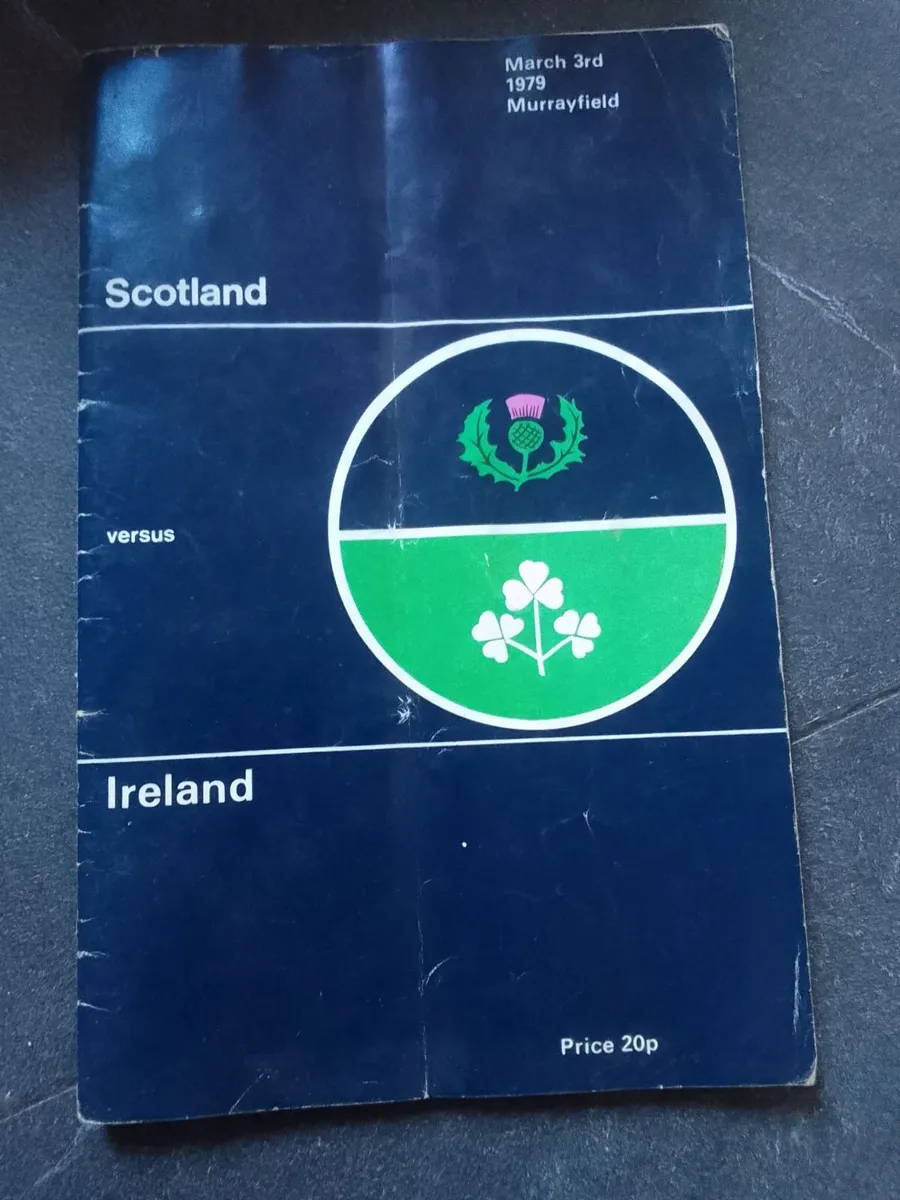 March 3rd
1979
Murrayfield
Scotland
versus
Ireland
Price 20p